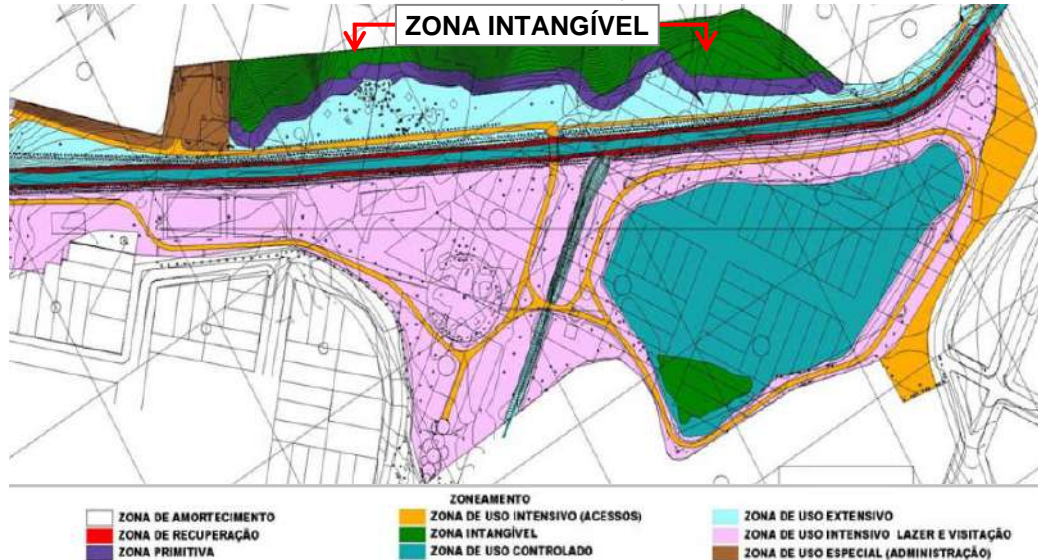 ZONA INTANGÍVEL
ZONEAMENTO
ZONA DE AMORTECIMENTO
ZONA DE RECUPERAÇÃO
ZONA PRIMITIVA
ZONA DE USO INTENSIVO (ACESSOS)
ZONA INTANGÍVEL
ZONA DE USO CONTROLADO
ZONA DE USO EXTENSIVO
ZONA DE USO INTENSIVO LAZER E VISITAÇÃO
ZONA DE USO ESPECIAL (ADMINISTRAÇÃO)